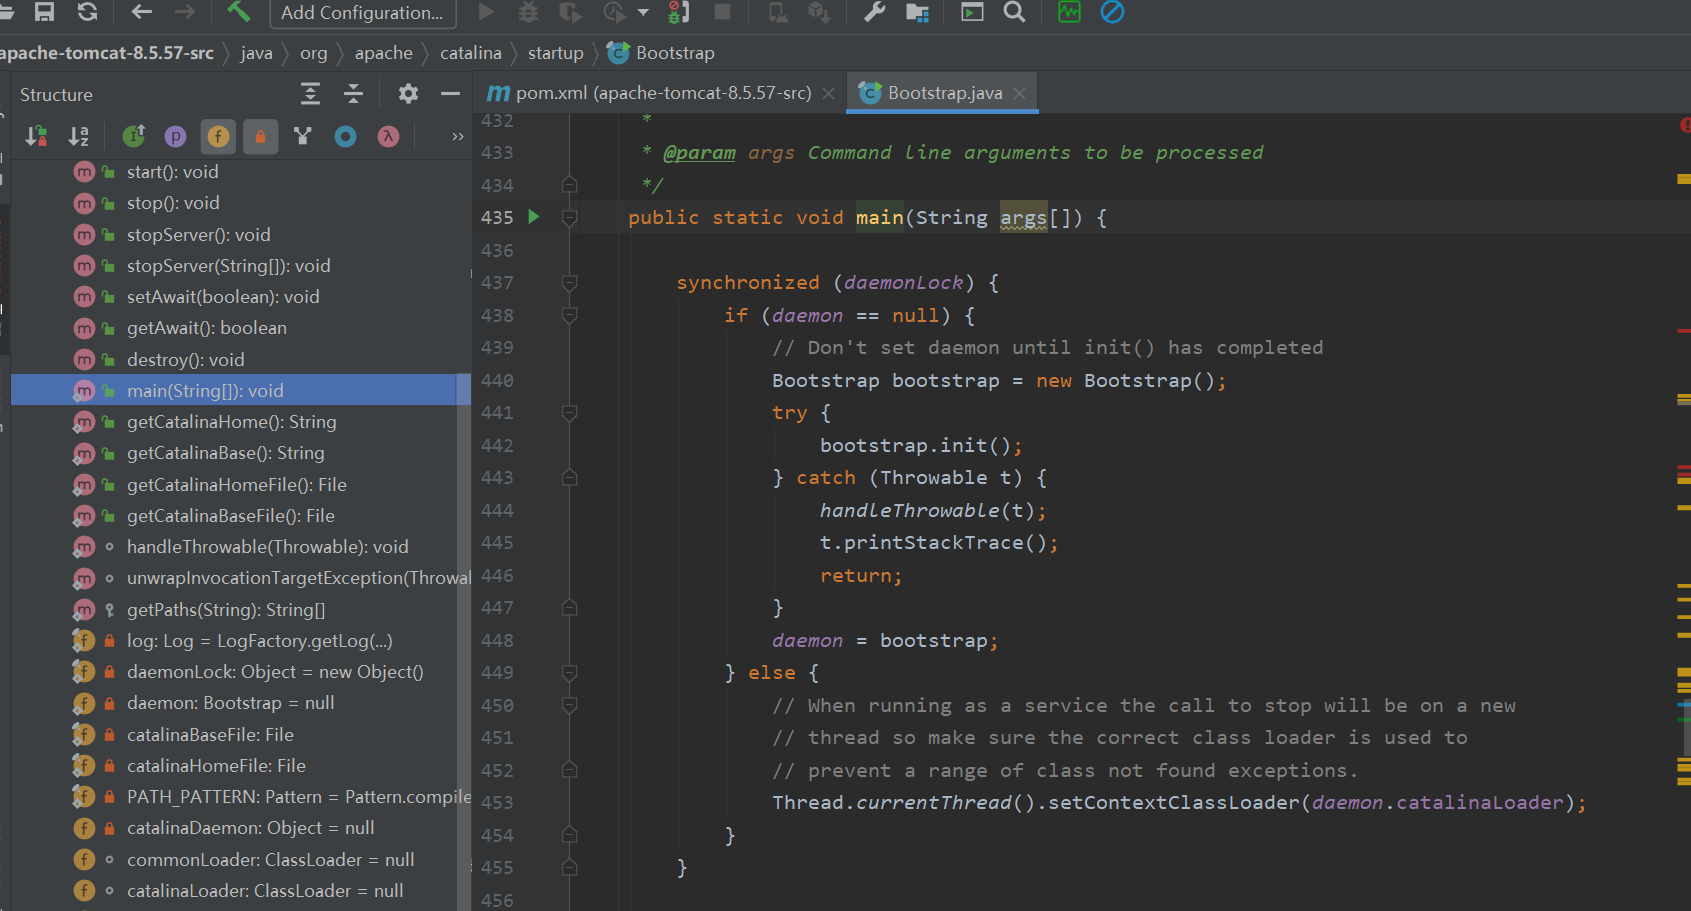 Add Configuration...
apache-tomcat-8.5.57-src
java
org
apache
catalina
startup
Bootstrap
Structure
pom.xml (apache-tomcat-8.5.57-src)
Bootstrap.java
start(): void
stop(): void
stopServer(): void
stopServer(String[]): void
setAwait(boolean): void
getAwait(): boolean
destroy(): void
main(String[]): void
getCatalinaHome(): String
getCatalinaBase(): String
getCatalinaHomeFile(): File
getCatalinaBaseFile(): File
handleThrowable(Throwable): void
unwrapInvocationTargetException(Throwal
getPaths(String): String[]
log: Log = LogFactory.getLog(...)
daemonLock: Object = new Object()
daemon: Bootstrap = null
catalinaBaseFile: File
catalinaHomeFile: File
PATH_PATTERN: Pattern = Pattern.compile
catalinaDaemon: Object = null
commonLoader: ClassLoader = null
catalinaLoader: ClassLoader = null
432 *
433 * @param args Command line arguments to be processed
434 */
435 public static void main(String args[]) {
436
437 synchronized (daemonLock) {
438 if (daemon == null) {
439 // Don't set daemon until init() has completed
440 Bootstrap bootstrap = new Bootstrap();
441 try {
442 bootstrap.init();
443 } catch (Throwable t) {
444 handleThrowable(t);
445 t.printStackTrace();
446 return;
447 }
448 daemon = bootstrap;
449 } else {
450 // When running as a service the call to stop will be on a new
451 // thread so make sure the correct class loader is used to
452 // prevent a range of class not found exceptions.
453 Thread.currentThread().setContextClassLoader(daemon.catalinaLoader);
454 }
455 }
456